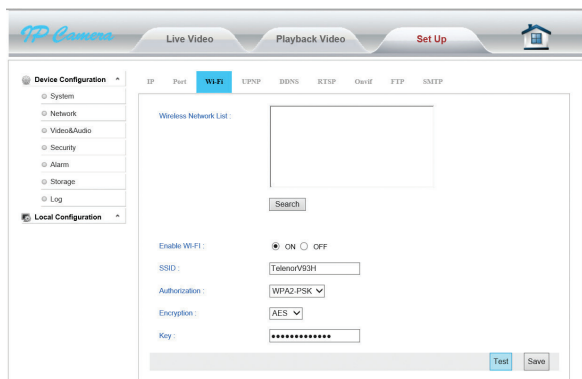 IP Camera
Live Video
Playback Video
Set Up
Device Configuration
System
Network
Video&Audio
Security
Alarm
Storage
Log
Local Configuration
IP Port Wi-Fi UPNP DDNS RTSP Onvif FTP SMTP
Wireless Network List :
Search
Enable WI-FI : ON OFF
SSID : TelenorV93H
Authorization : WPA2-PSK
Encryption : AES
Key : •••••••••••••
Test Save